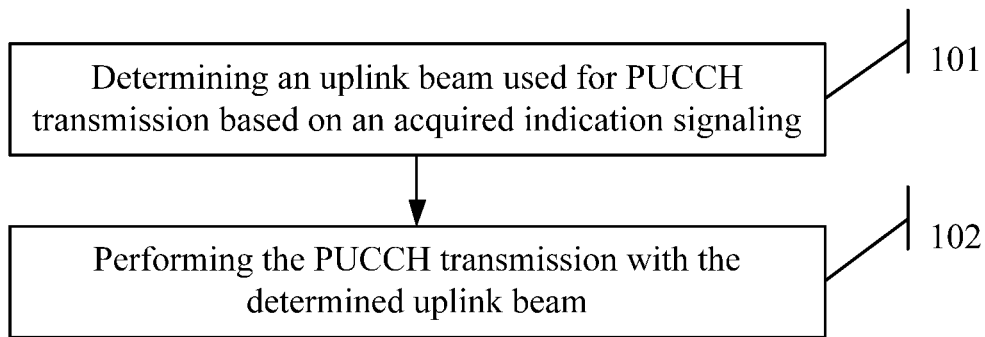 Determining an uplink beam used for PUCCH
transmission based on an acquired indication signaling
101
Performing the PUCCH transmission with the
determined uplink beam
102